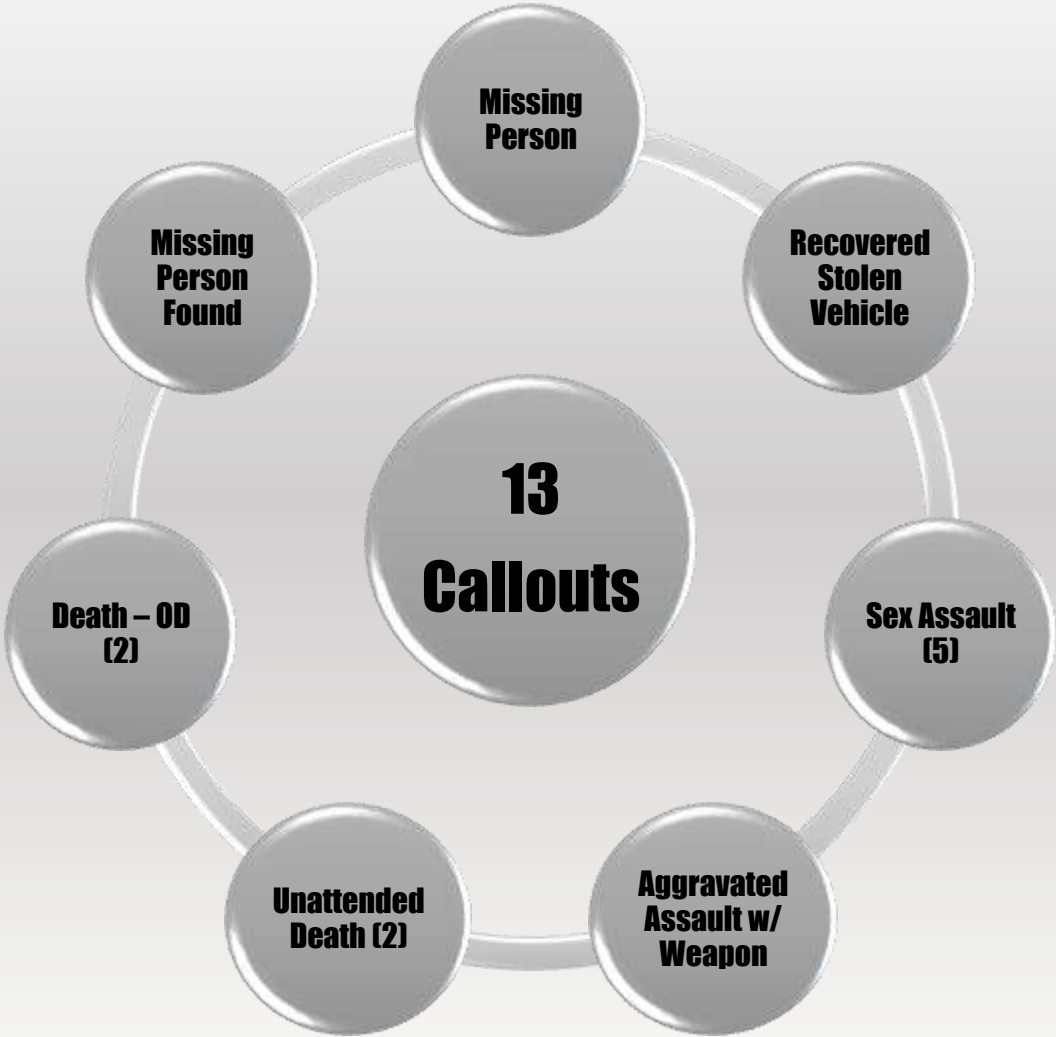 Missing
Person
Recovered
Stolen
Vehicle
Sex Assault
(5)
Aggravated
Assault w/
Weapon
Unattended
Death (2)
Death – OD
(2)
Missing
Person
Found
13
Callouts